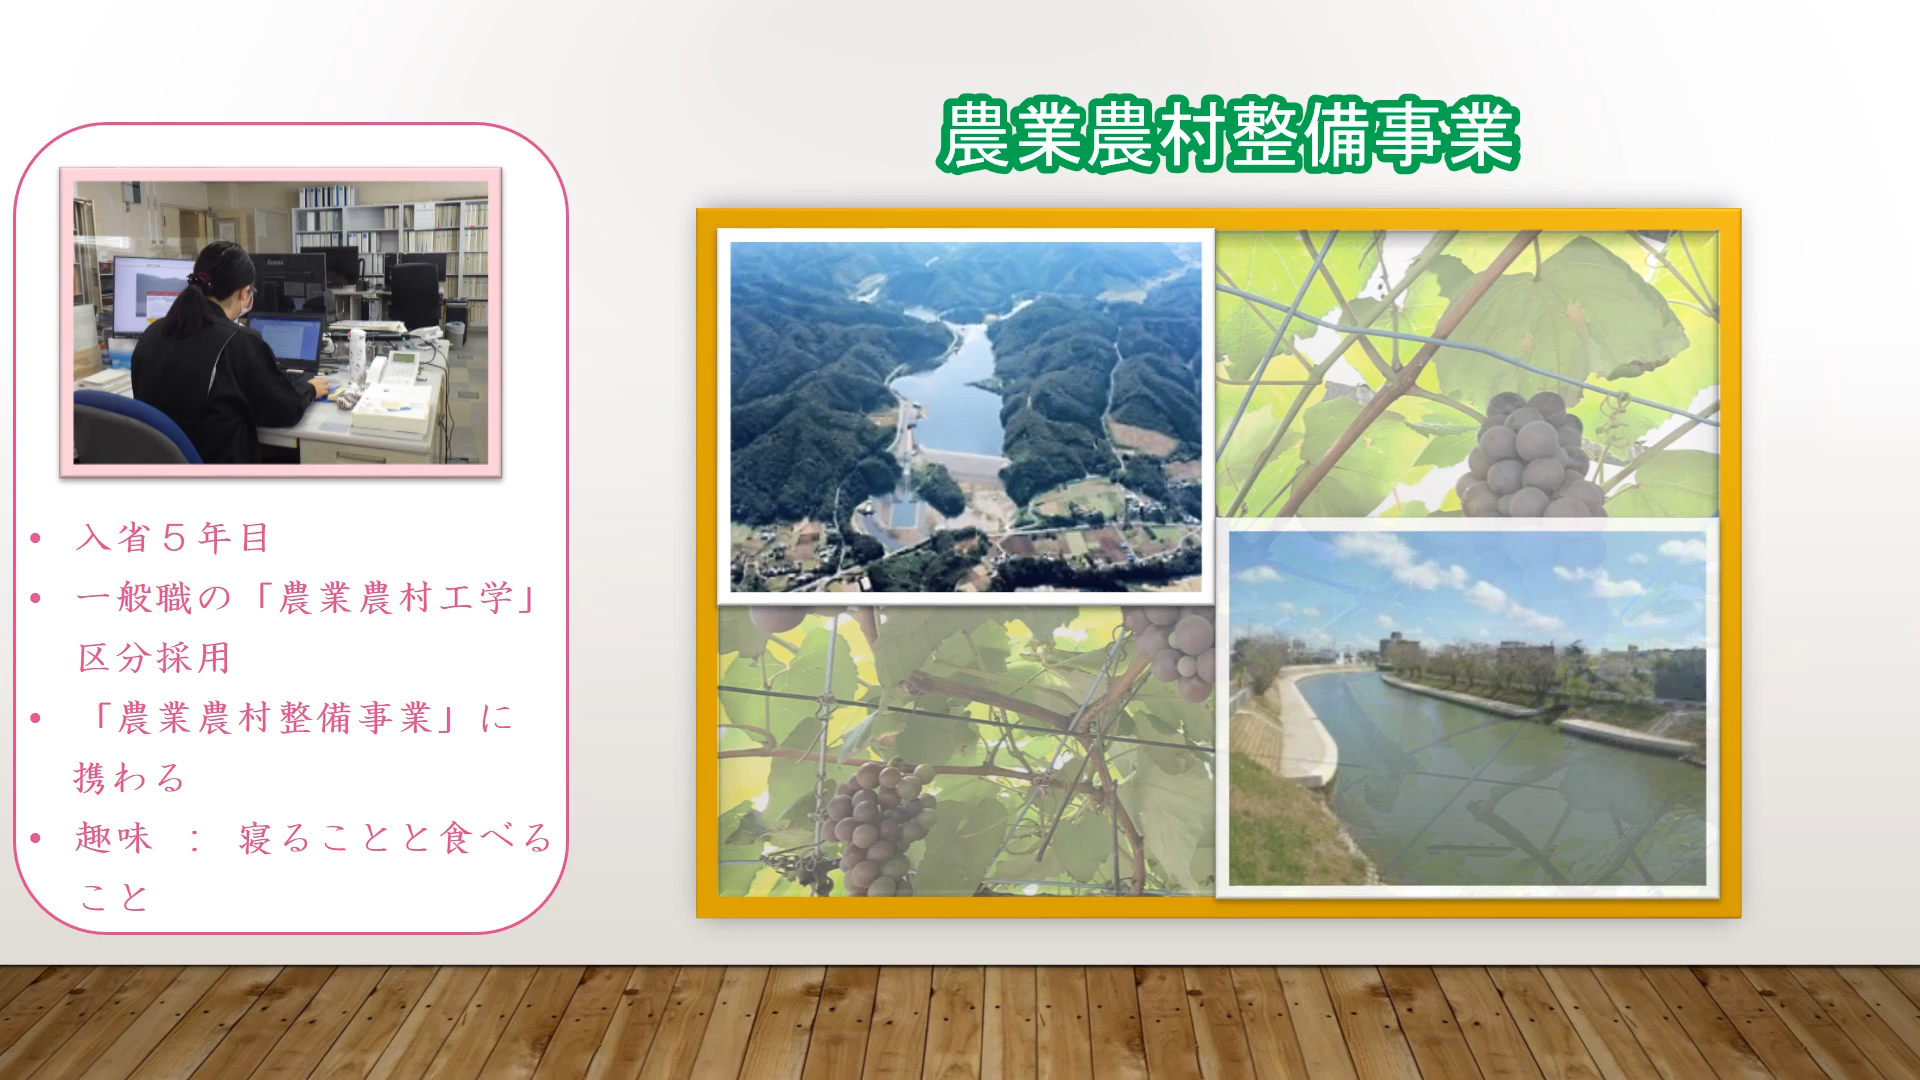 農業農村整備事業
• 入省５年目
• 一般職の「農業農村工学」
区分採用
• 「農業農村整備事業」に
携わる
• 趣味 ： 寝ることと食べる
こと